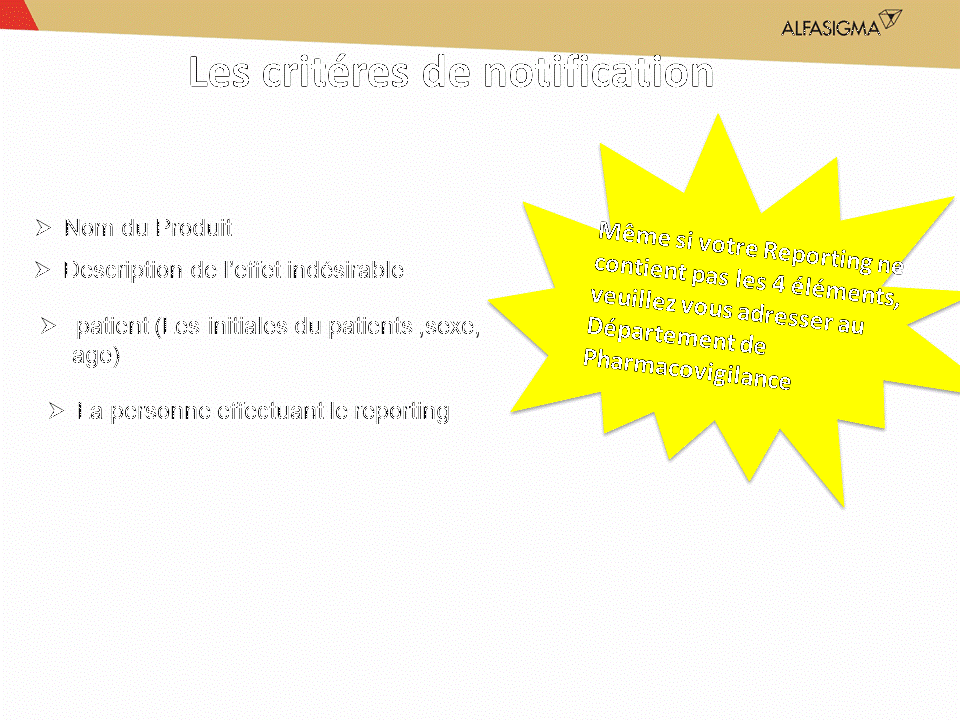 ALFASIGMA
Les critéres de notification
Nom du Produit
Description de l'effet indésirable
patient (Les initiales du patients ,sexe,
age)
La personne effectuant le reporting
Même si votre Reporting ne
contient pas les 4 éléments,
veuillez vous adresser au
Département de
Pharmacovigilance